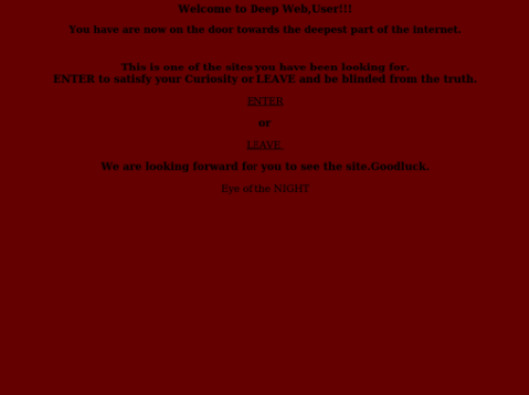 Welcome to Deep Web,User!!!
You have are now on the door towards the deepest part of the internet.
This is one of the sites you have been looking for.
ENTER to satisfy your Curiosity or LEAVE and be blinded from the truth.
ENTER
or
LEAVE
We are looking forward for you to see the site.Goodluck.
Eye of the NIGHT